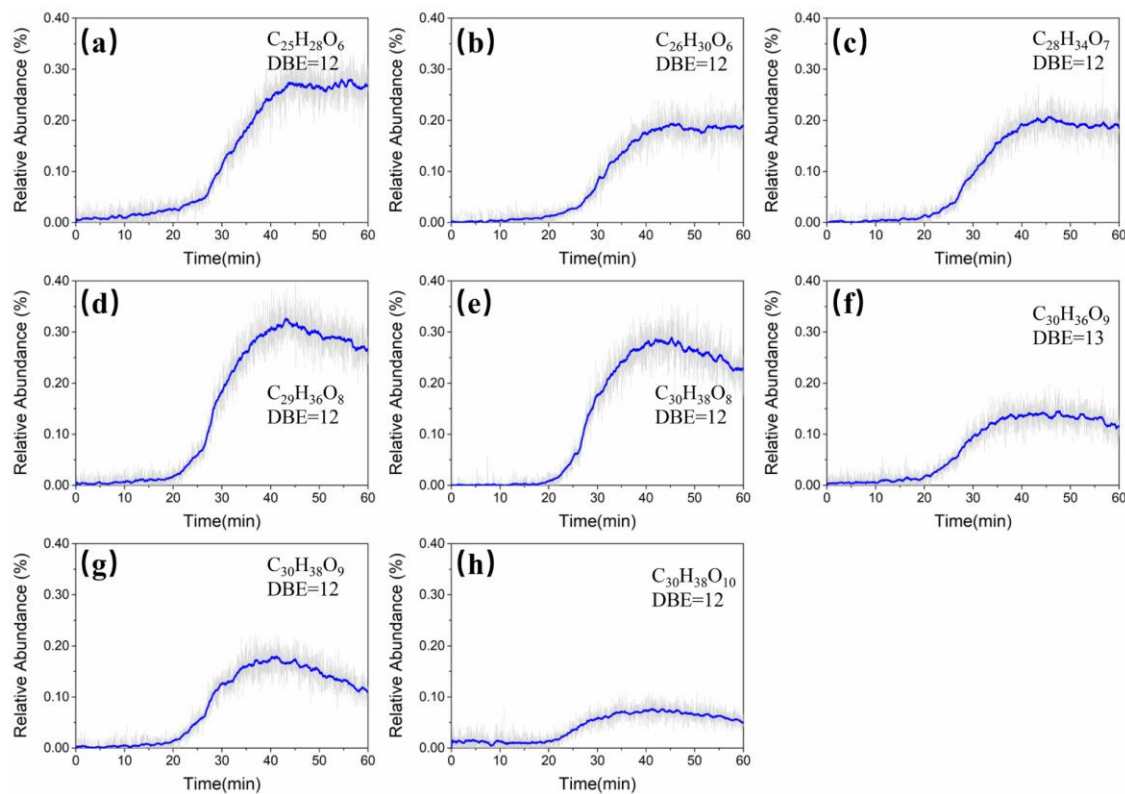 (a)
C₂₅H₂₈O₆
DBE=12
Relative Abundance (%)
0.40
0.30
0.20
0.10
0.00
0 10 20 30 40 50 60
Time(min)
(b)
C₂₆H₃₀O₆
DBE=12
Relative Abundance (%)
0.40
0.30
0.20
0.10
0.00
0 10 20 30 40 50 60
Time(min)
(c)
C₂₈H₃₄O₇
DBE=12
Relative Abundance (%)
0.40
0.30
0.20
0.10
0.00
0 10 20 30 40 50 60
Time(min)
(d)
C₂₉H₃₆O₈
DBE=12
Relative Abundance (%)
0.40
0.30
0.20
0.10
0.00
0 10 20 30 40 50 60
Time(min)
(e)
C₃₀H₃₈O₈
DBE=12
Relative Abundance (%)
0.40
0.30
0.20
0.10
0.00
0 10 20 30 40 50 60
Time(min)
(f)
C₃₀H₃₆O₉
DBE=13
Relative Abundance (%)
0.40
0.30
0.20
0.10
0.00
0 10 20 30 40 50 60
Time(min)
(g)
C₃₀H₃₈O₉
DBE=12
Relative Abundance (%)
0.40
0.30
0.20
0.10
0.00
0 10 20 30 40 50 60
Time(min)
(h)
C₃₀H₃₈O₁₀
DBE=12
Relative Abundance (%)
0.40
0.30
0.20
0.10
0.00
0 10 20 30 40 50 60
Time(min)